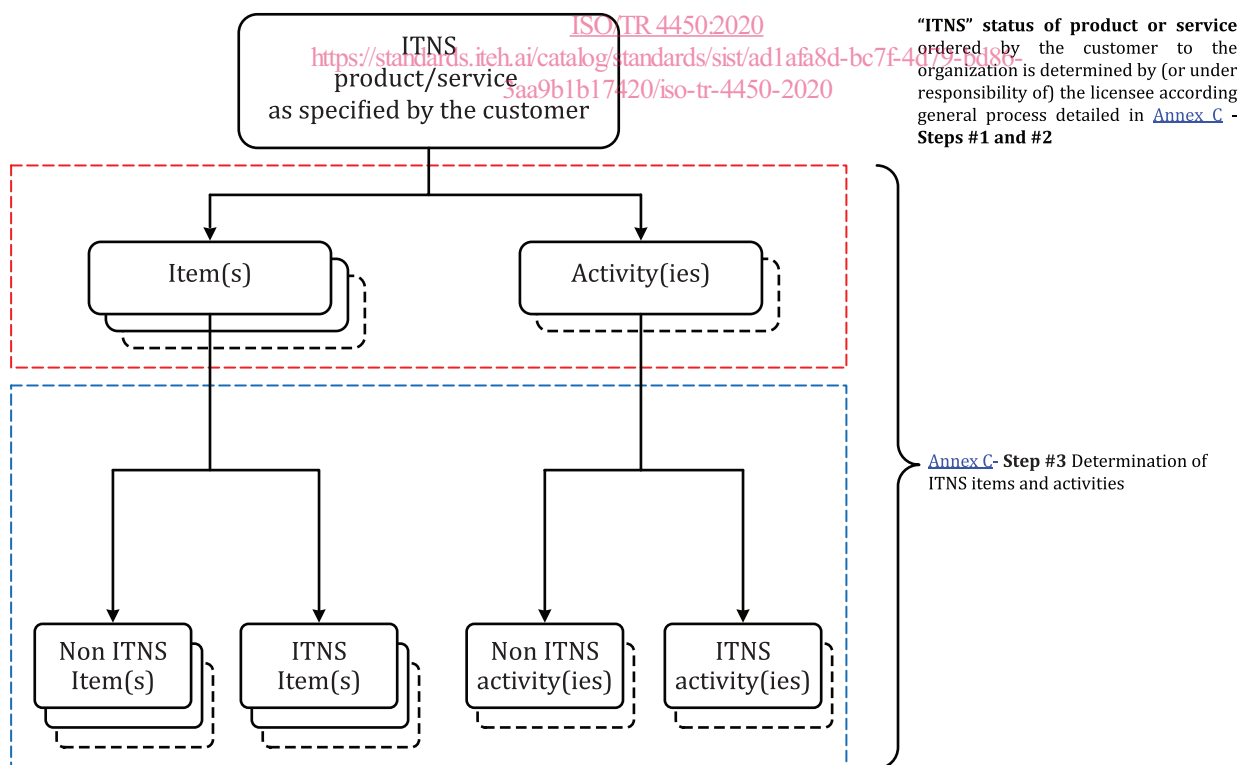 ISO/TR 4450:2020
https://standards.iteh.ai/catalog/standards/sist/ad1afa8d-bc7f-4d79-bd86-
3aa9b1b17420/iso-tr-4450-2020
ITNS
product/service
as specified by the customer
“ITNS” status of product or service
ordered by the customer to the
organization is determined by (or under
responsibility of) the licensee according
general process detailed in Annex C -
Steps #1 and #2
Item(s)
Activity(ies)
Annex C- Step #3 Determination of
ITNS items and activities
Non ITNS
Item(s)
ITNS
Item(s)
Non ITNS
activity(ies)
ITNS
activity(ies)